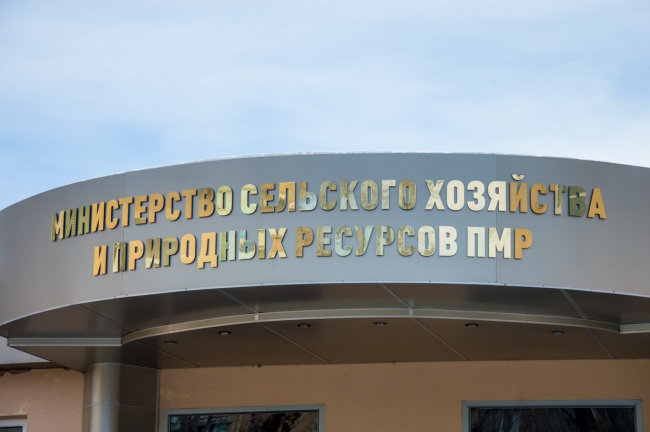 МИНИСТЕРСТВО СЕЛЬСКОГО ХОЗЯЙСТВА
И ПРИРОДНЫХ РЕСУРСОВ ПМР